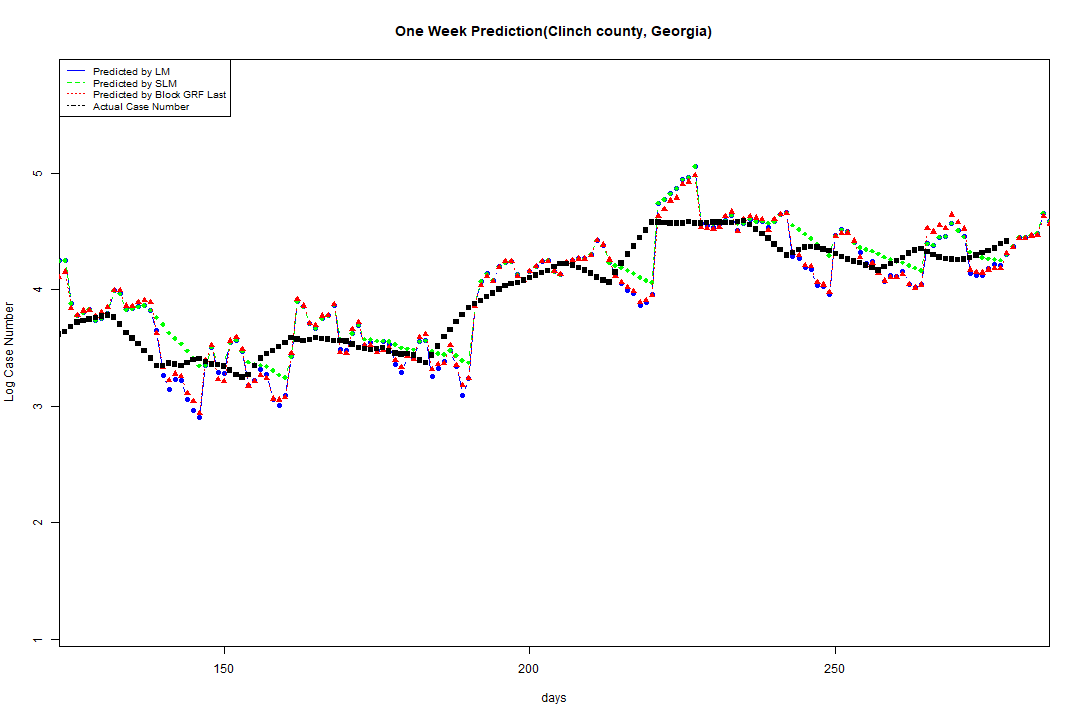 One Week Prediction(Clinch county, Georgia)
Predicted by LM
Predicted by SLM
Predicted by Block GRF Last
Actual Case Number
5
4
3
2
1
Log Case Number
150 200 250
days